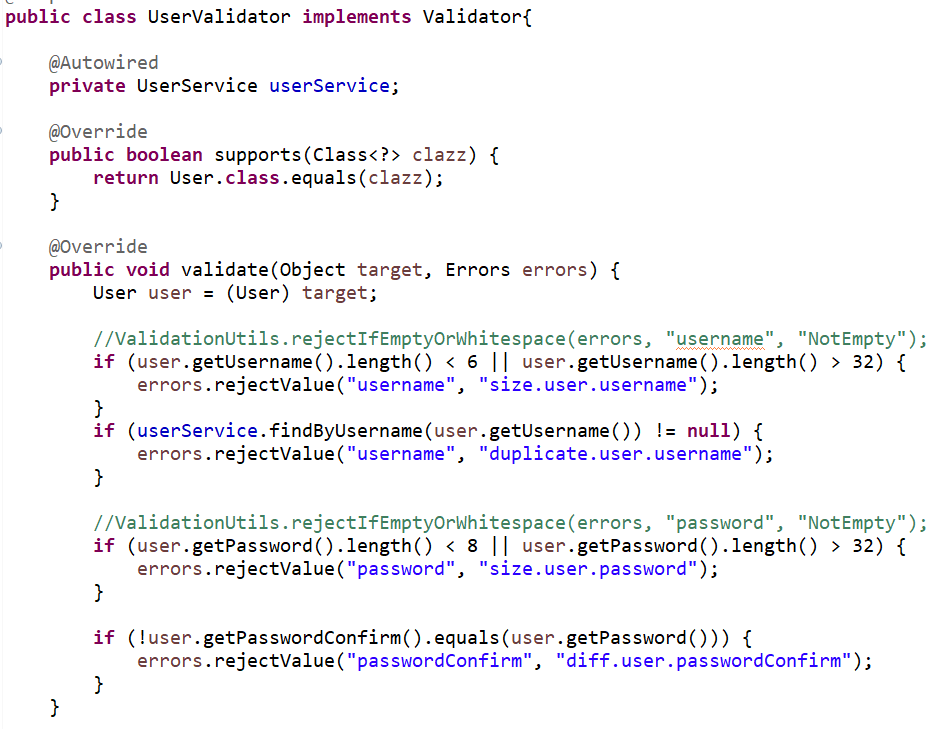 public class UserValidator implements Validator{
@Autowired
private UserService userService;
@Override
public boolean supports(Class<?> clazz) {
return User.class.equals(clazz);
}
@Override
public void validate(Object target, Errors errors) {
User user = (User) target;
//ValidationUtils.rejectIfEmptyOrWhitespace(errors, "username", "NotEmpty");
if (user.getUsername().length() < 6 || user.getUsername().length() > 32) {
errors.rejectValue("username", "size.user.username");
}
if (userService.findByUsername(user.getUsername()) != null) {
errors.rejectValue("username", "duplicate.user.username");
}
//ValidationUtils.rejectIfEmptyOrWhitespace(errors, "password", "NotEmpty");
if (user.getPassword().length() < 8 || user.getPassword().length() > 32) {
errors.rejectValue("password", "size.user.password");
}
if (!user.getPasswordConfirm().equals(user.getPassword())) {
errors.rejectValue("passwordConfirm", "diff.user.passwordConfirm");
}
}